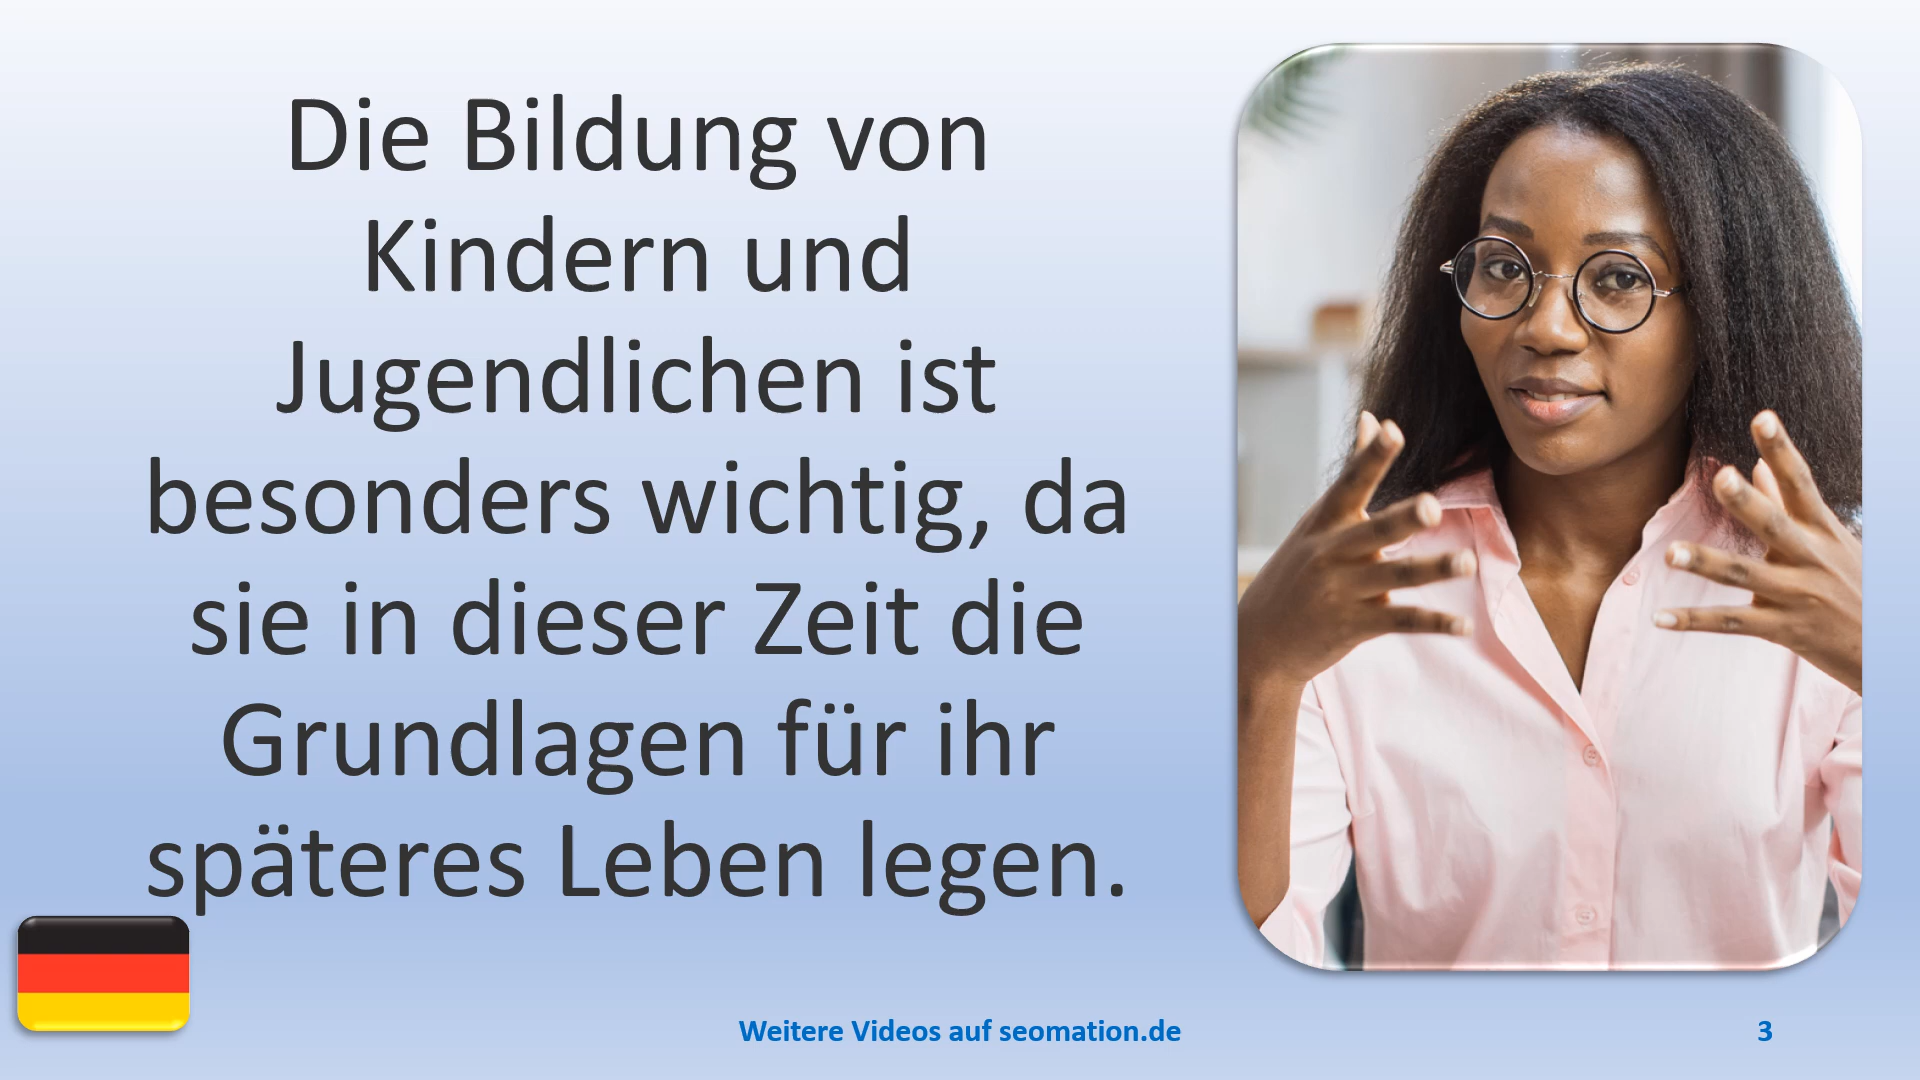 Die Bildung von
Kindern und
Jugendlichen ist
besonders wichtig, da
sie in dieser Zeit die
Grundlagen für ihr
späteres Leben legen.
Weitere Videos auf seomation.de
3